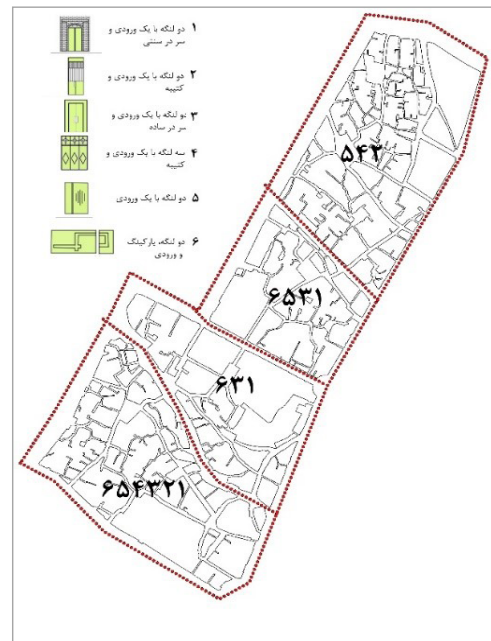 ۱ دو لنگه با یک ورودی و
سر در سنتی
۲ دو لنگه با یک ورودی و
کتیبه
۳ دو لنگه با یک ورودی و
سر در ساده
۴ سه لنگه با یک ورودی و
کتیبه
۵ دو لنگه با یک ورودی
۶ دو لنگه، پارکینگ
و ورودی
۵۴۲
۶۵۳۱
۶۳۱
۶۵۴۳۲۱